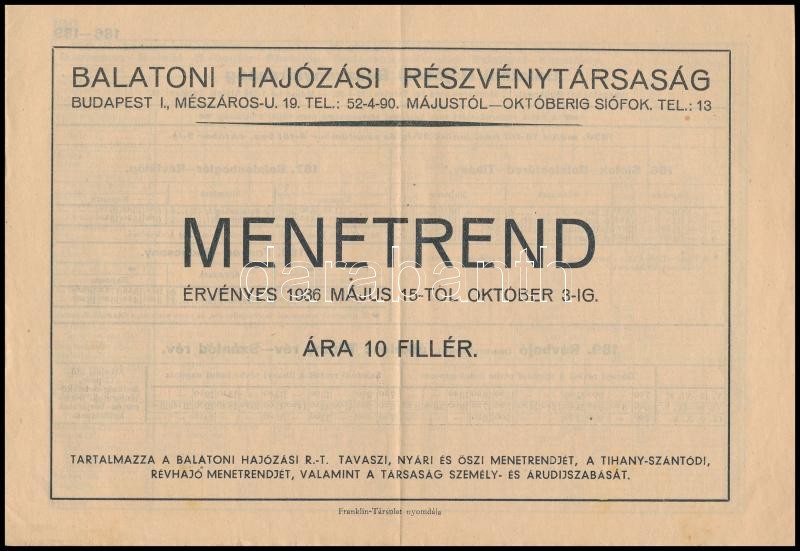 BALATONI HAJÓZÁSI RÉSZVÉNYTÁRSASÁG
BUDAPEST I., MÉSZÁROS-U. 19. TEL.: 52-4-90. MÁJUSTÓL—OKTÓBERIG SIÓFOK. TEL.: 13
MENETREND
darabanth
ÉRVÉNYES 1936 MÁJUS 15-TŐL OKTÓBER 3-IG.
ÁRA 10 FILLÉR.
TARTALMAZZA A BALATONI HAJÓZÁSI R.-T. TAVASZI, NYÁRI ÉS ŐSZI MENETRENDJÉT, A TIHANY-SZÁNTÓDI,
RÉVHAJÓ MENETRENDJÉT, VALAMINT A TÁRSASÁG SZEMÉLY- ÉS ÁRUDIJSZABÁSÁT.
Franklin-Társulat nyomdája